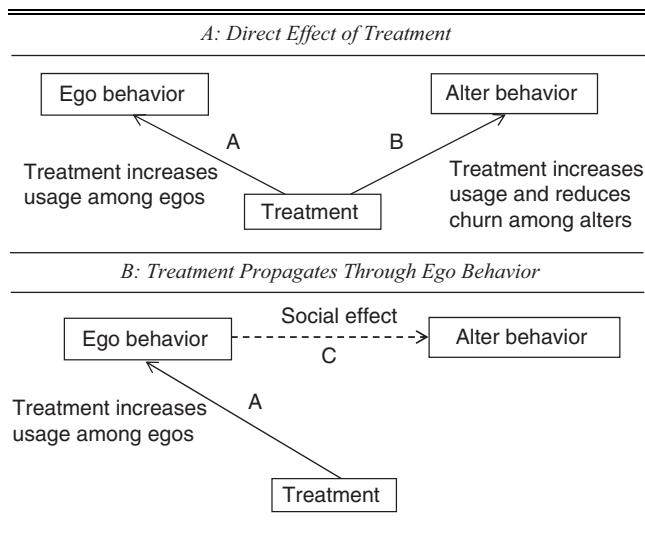 A: Direct Effect of Treatment
Ego behavior
Alter behavior
A
B
Treatment increases
usage among egos
Treatment increases
usage and reduces
churn among alters
Treatment
B: Treatment Propagates Through Ego Behavior
Social effect
Ego behavior
Alter behavior
C
Treatment increases
usage among egos
A
Treatment